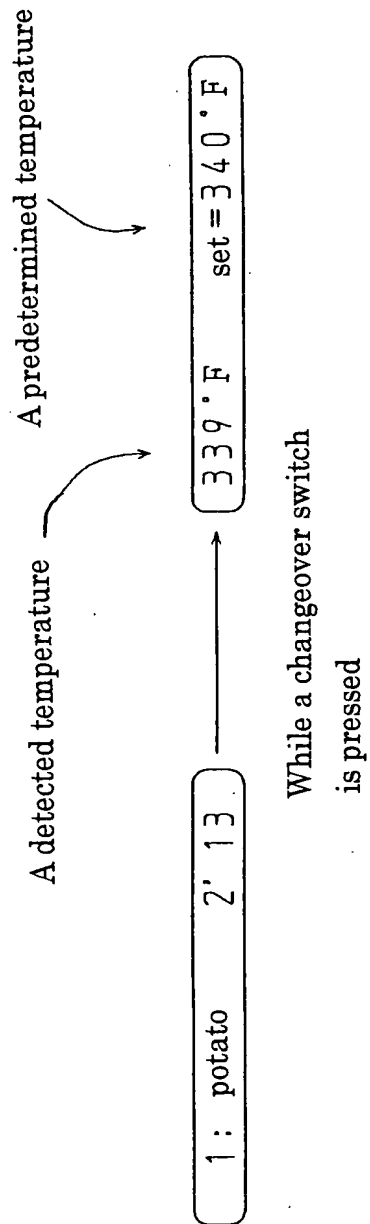 A detected temperature
A predetermined temperature
1: potato 2' 13
339°F set=340°F
While a changeover switch
is pressed